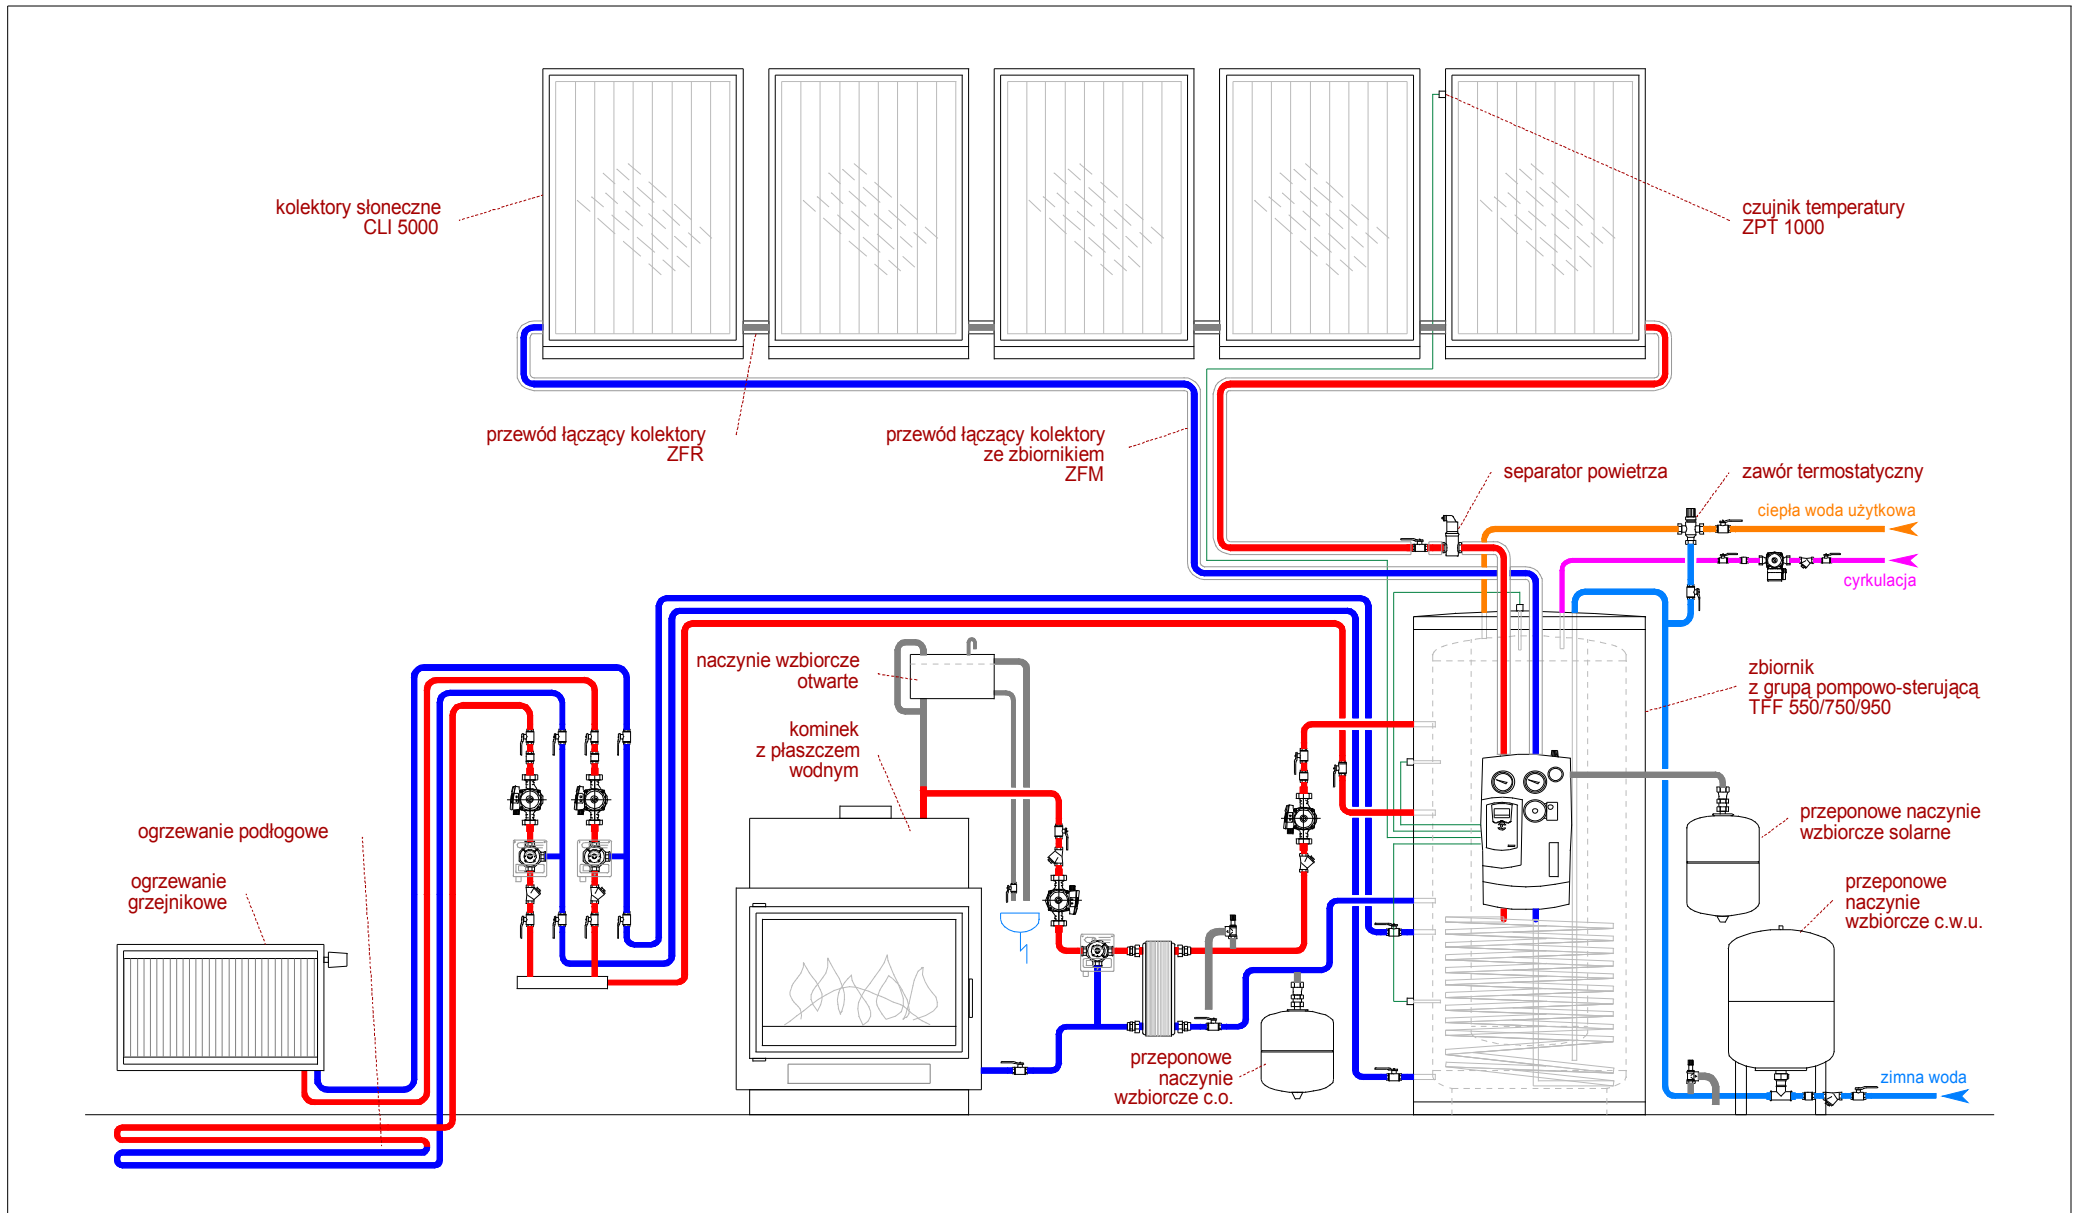 kolektory słoneczne
CLI 5000
czujnik temperatury
ZPT 1000
przewód łączący kolektory
ZFR
przewód łączący kolektory
ze zbiornikiem
ZFM
separator powietrza
zawór termostatyczny
ciepła woda użytkowa
cyrkulacja
naczynie wzbiorcze
otwarte
zbiornik
z grupą pompowo-sterującą
TFF 550/750/950
kominek
z płaszczem
wodnym
ogrzewanie podłogowe
przeponowe naczynie
wzbiorcze solarne
ogrzewanie
grzejnikowe
przeponowe
naczynie
wzbiorcze c.w.u.
przeponowe
naczynie
wzbiorcze c.o.
zimna woda